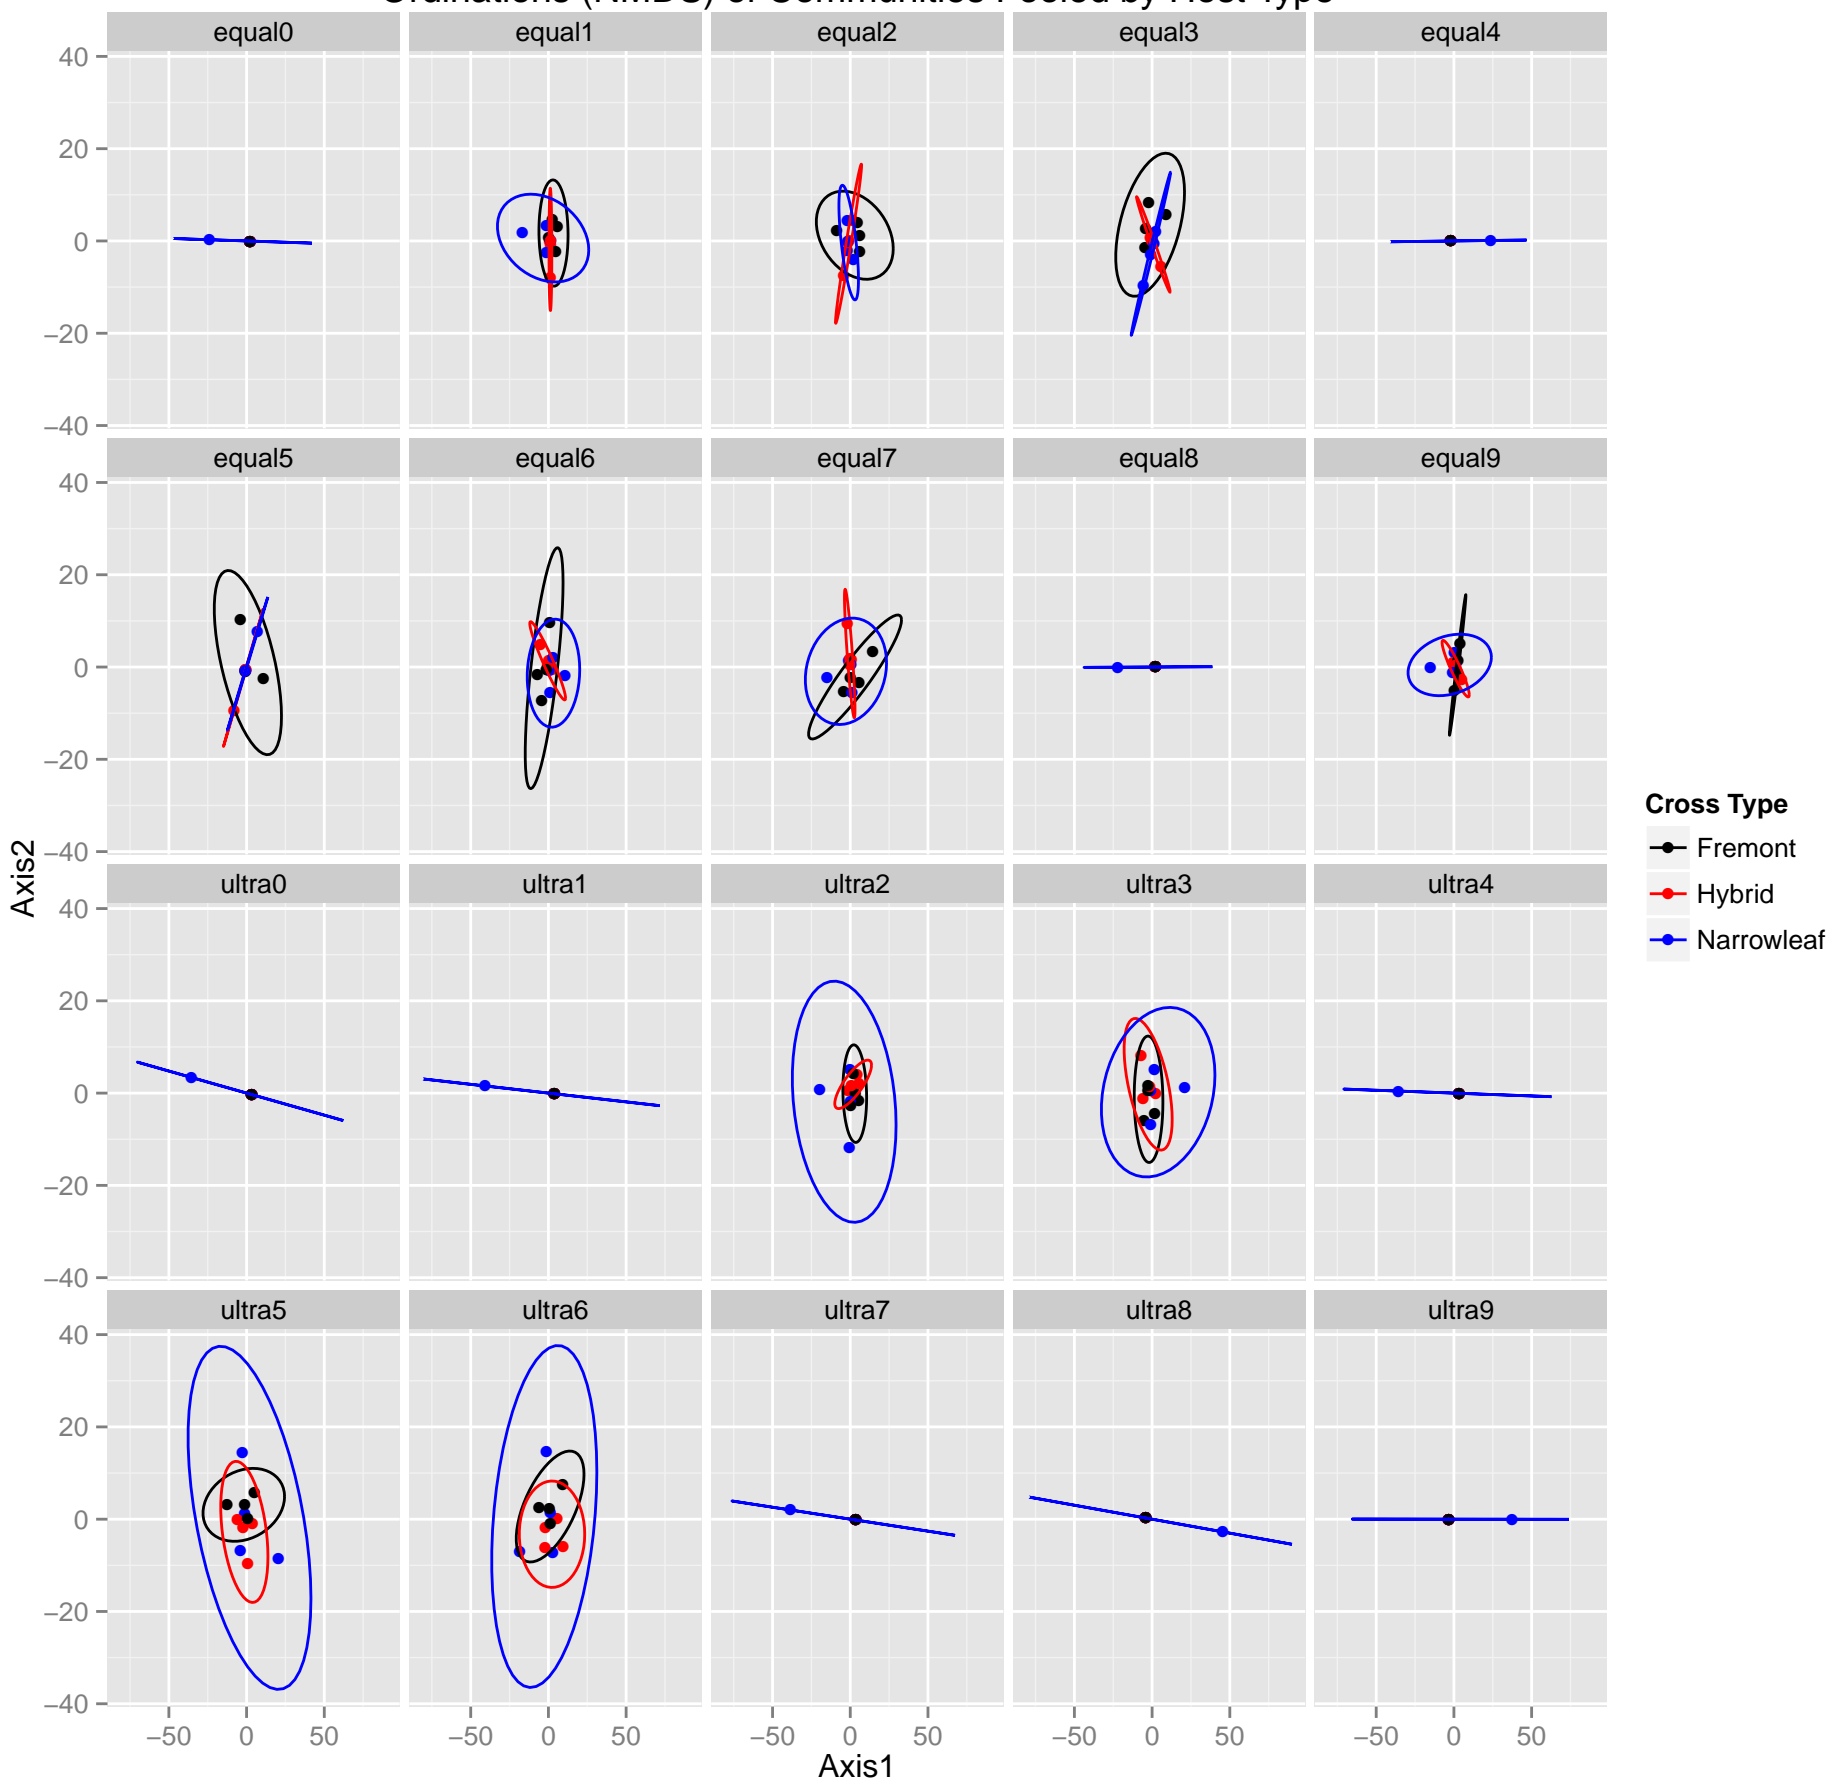 equal0 equal1 equal2 equal3 equal4
40
20
0
−20
−40
equal5 equal6 equal7 equal8 equal9
40
20
0
−20
−40
Axis2
Cross Type
Fremont
Hybrid
Narrowleaf
ultra0 ultra1 ultra2 ultra3 ultra4
40
20
0
−20
−40
ultra5 ultra6 ultra7 ultra8 ultra9
40
20
0
−20
−40
−50 0 50 −50 0 50 −50 0 50 −50 0 50 −50 0 50
Axis1